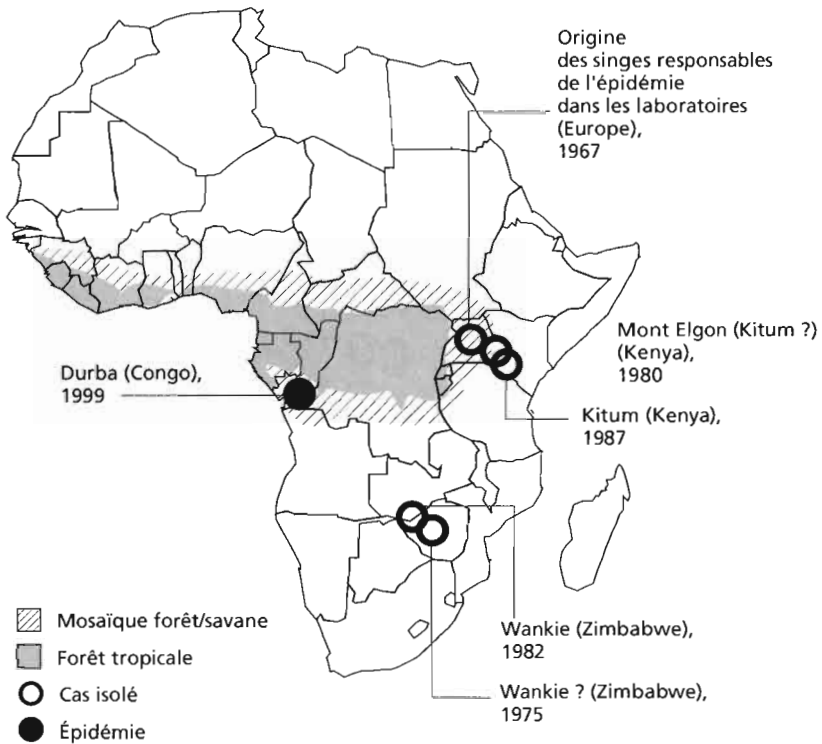 Origine
des singes responsables
de l'épidémie
dans les laboratoires
(Europe),
1967
Mont Elgon (Kitum ?)
(Kenya),
1980
Durba (Congo),
1999
Kitum (Kenya),
1987
Mosaïque forêt/savane
Forêt tropicale
Cas isolé
Épidémie
Wankie (Zimbabwe),
1982
Wankie ? (Zimbabwe),
1975